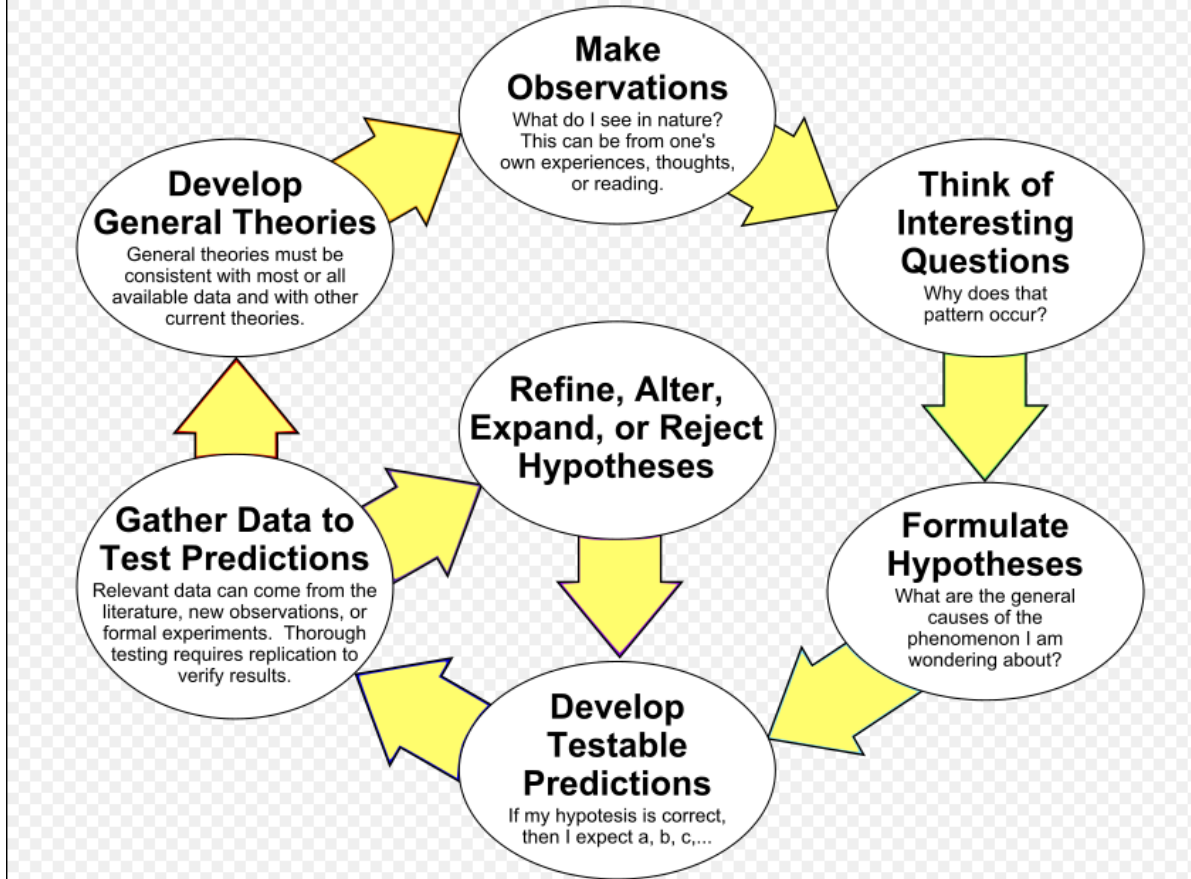 Make
Observations
What do I see in nature?
This can be from one's
own experiences, thoughts,
or reading.
Think of
Interesting
Questions
Why does that
pattern occur?
Formulate
Hypotheses
What are the general
causes of the
phenomenon I am
wondering about?
Develop
Testable
Predictions
If my hypotesis is correct,
then I expect a, b, c,...
Gather Data to
Test Predictions
Relevant data can come from the
literature, new observations, or
formal experiments. Thorough
testing requires replication to
verify results.
Refine, Alter,
Expand, or Reject
Hypotheses
Develop
General Theories
General theories must be
consistent with most or all
available data and with other
current theories.